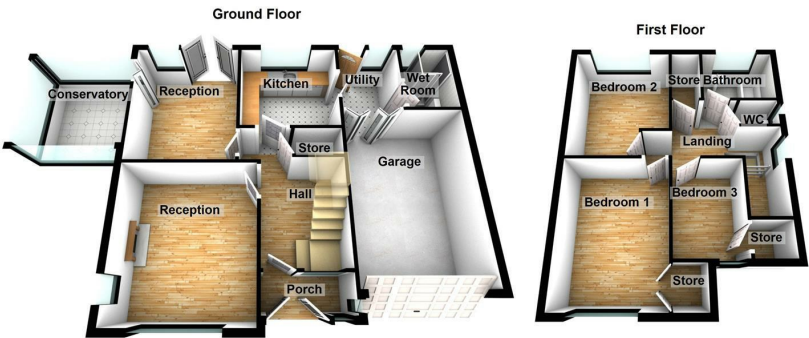 Ground Floor
First Floor
Conservatory
Reception
Kitchen
Utility
Wet
Room
Store
Garage
Hall
Reception
Porch
Store
Bathroom
Bedroom 2
WC
Landing
Bedroom 1
Bedroom 3
Store
Store